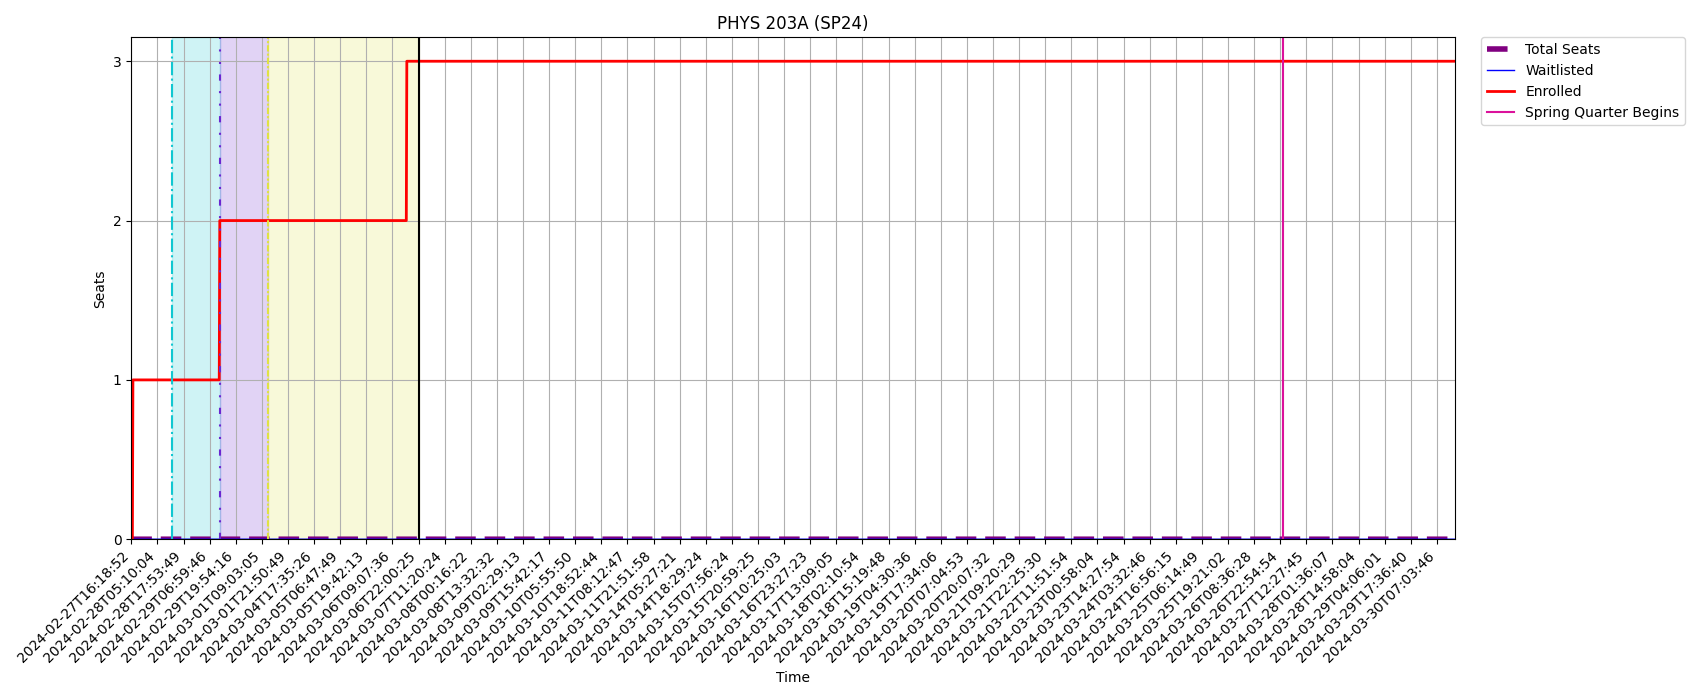 PHYS 203A (SP24)
Total Seats
Waitlisted
Enrolled
Spring Quarter Begins
Seats
3
2
1
0
2024-02-27T16:18:52
2024-02-28T05:10:04
2024-02-28T17:53:49
2024-02-29T06:59:46
2024-02-29T19:54:16
2024-03-01T09:03:05
2024-03-01T21:50:49
2024-03-04T17:35:26
2024-03-05T06:47:49
2024-03-05T19:42:13
2024-03-06T09:07:36
2024-03-06T22:00:25
2024-03-07T11:20:24
2024-03-08T00:16:22
2024-03-08T13:32:32
2024-03-09T02:29:13
2024-03-09T15:42:17
2024-03-10T05:55:50
2024-03-10T18:52:44
2024-03-11T08:12:47
2024-03-11T21:51:58
2024-03-14T05:27:21
2024-03-14T18:29:24
2024-03-15T07:56:24
2024-03-15T20:59:25
2024-03-16T10:25:03
2024-03-16T23:27:23
2024-03-17T13:09:05
2024-03-18T02:10:54
2024-03-18T15:19:48
2024-03-19T04:30:36
2024-03-19T17:34:06
2024-03-20T07:04:53
2024-03-20T20:07:32
2024-03-21T09:20:29
2024-03-21T22:25:30
2024-03-22T11:51:54
2024-03-23T00:58:04
2024-03-23T14:27:54
2024-03-24T03:32:46
2024-03-24T16:56:15
2024-03-25T06:14:49
2024-03-25T19:21:02
2024-03-26T08:36:28
2024-03-26T22:54:54
2024-03-27T12:27:45
2024-03-28T01:36:07
2024-03-28T14:58:04
2024-03-29T04:06:01
2024-03-29T17:36:40
2024-03-30T07:03:46
Time